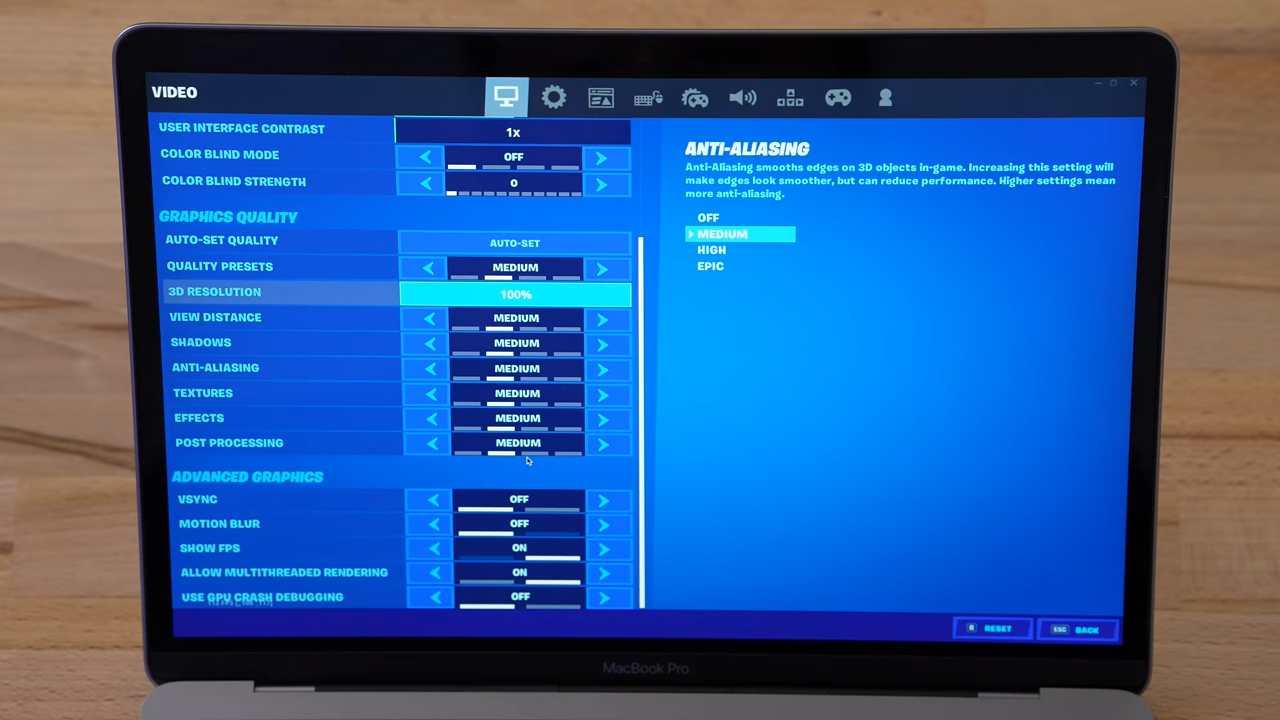 VIDEO
USER INTERFACE CONTRAST 1x
COLOR BLIND MODE OFF
COLOR BLIND STRENGTH 0
GRAPHICS QUALITY
AUTO-SET QUALITY AUTO-SET
QUALITY PRESETS MEDIUM
3D RESOLUTION 100%
VIEW DISTANCE MEDIUM
SHADOWS MEDIUM
ANTI-ALIASING MEDIUM
TEXTURES MEDIUM
EFFECTS MEDIUM
POST PROCESSING MEDIUM
ADVANCED GRAPHICS
VSYNC OFF
MOTION BLUR OFF
SHOW FPS ON
ALLOW MULTITHREADED RENDERING ON
USE GPU CRASH DEBUGGING OFF
ANTI-ALIASING
Anti-Aliasing smooths edges on 3D objects in-game. Increasing this setting will
make edges look smoother, but can reduce performance. Higher settings mean
more anti-aliasing.
OFF
MEDIUM
HIGH
EPIC
R RESET
ESC BACK
MacBook Pro